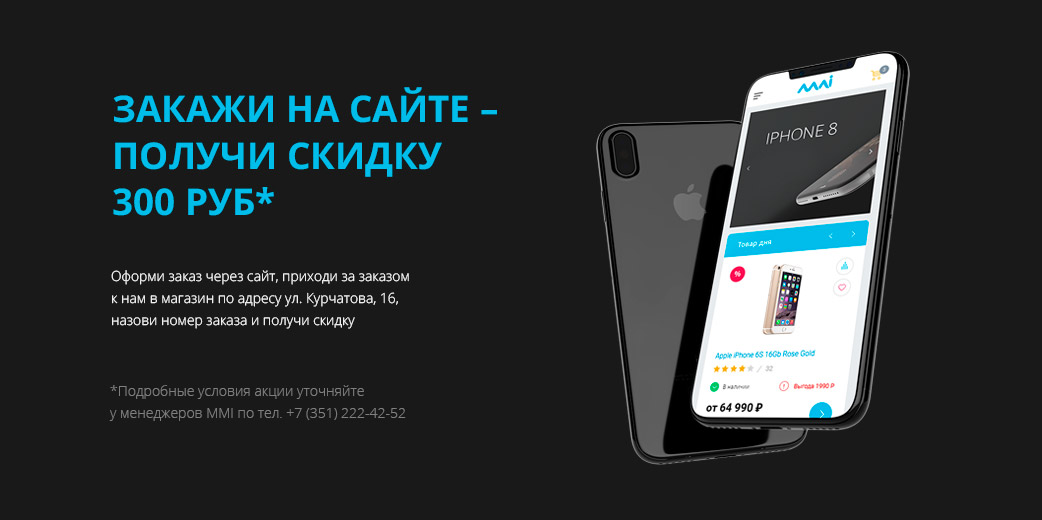 ЗАКАЖИ НА САЙТЕ –
ПОЛУЧИ СКИДКУ
300 РУБ*
Оформи заказ через сайт, приходи за заказом
к нам в магазин по адресу ул. Курчатова, 16,
назови номер заказа и получи скидку
*Подробные условия акции уточняйте
у менеджеров MMI по тел. +7 (351) 222-42-52
mmi
IPHONE 8
Товар дня
%
Apple iPhone 6S 16Gb Rose Gold
/ 32
В наличии
Выгода 1990 ₽
от 64 990 ₽